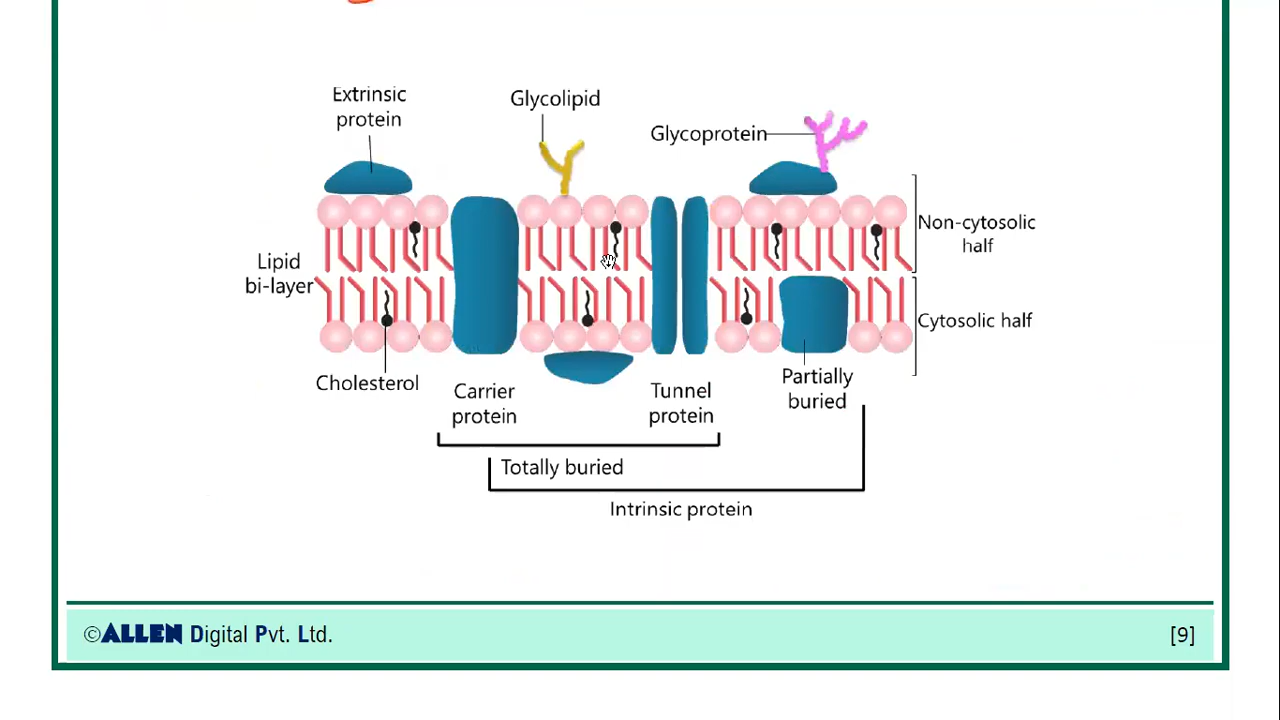 Extrinsic
protein
Glycolipid
Glycoprotein
Non-cytosolic
half
Lipid
bi-layer
Cytosolic half
Cholesterol
Carrier
protein
Tunnel
protein
Partially
buried
Totally buried
Intrinsic protein
©ALLEN Digital Pvt. Ltd.
[9]